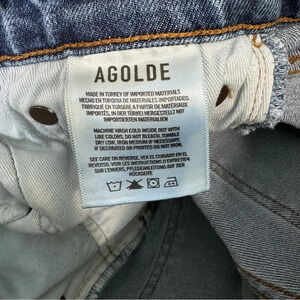 AGOLDE
MADE IN TURKEY OF IMPORTED MATERIALS
HECHO EN TURQUIA DE MATERIALES IMPORTADOS
FABRIQUÉ EN TURQUIE À PARTIR DE MATÉRIAUX
IMPORTÉS, IN DER TÜRKEI HERGESTELLT MIT
IMPORTIERTEN MATERIALIEN
MACHINE WASH COLD INSIDE OUT WITH
LIKE COLORS, DO NOT BLEACH, TUMBLE
DRY LOW, IRON MEDIUM IF NECESSARY
IF DECORATED OR PRINTED DO NOT IRON.
SEE CARE ON REVERSE, VEA EL CUIDADO EN EL
REVERSO, VOIR LES INSTRUCTIONS D'ENTRETIEN
SUR L'ENVERS, PFLEGEHINWEISE AUF DER
RÜCKSEITE